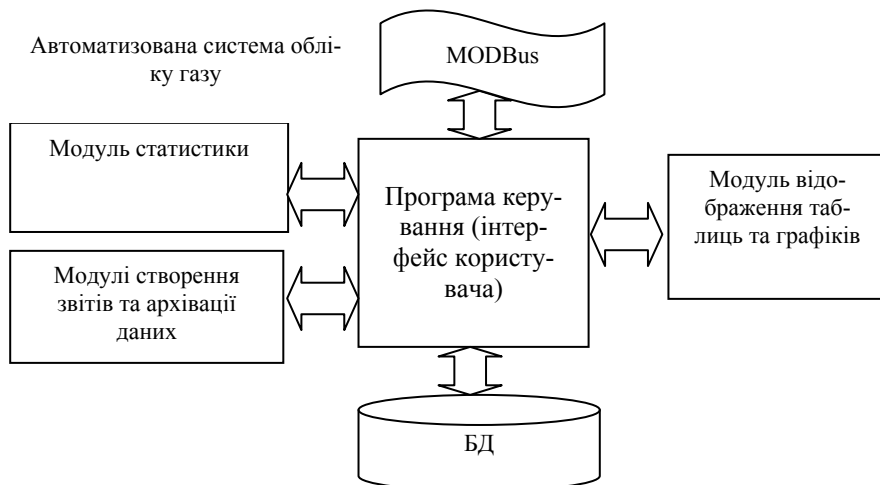 Автоматизована система облі-
ку газу
MODBus
Модуль статистики
Програма керу-
вання (інтер-
фейс користу-
вача)
Модуль відо-
браження таб-
лиць та графіків
Модулі створення
звітів та архівації
даних
БД